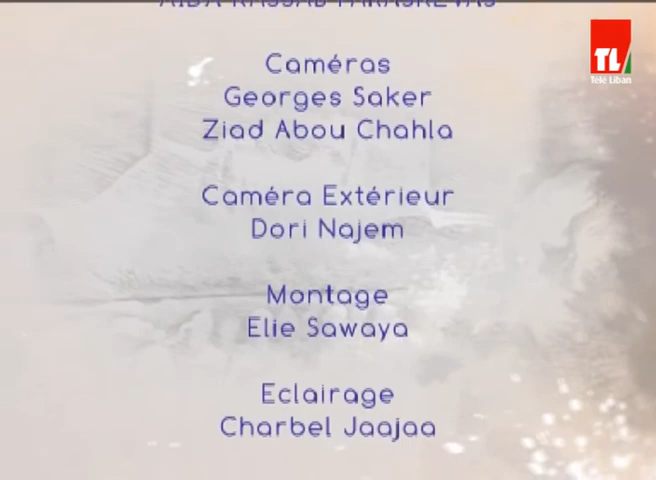 Caméras
Georges Saker
Ziad Abou Chahla
Caméra Extérieur
Dori Najem
Montage
Elie Sawaya
Eclairage
Charbel Jaajaa
TL
Télé Liban